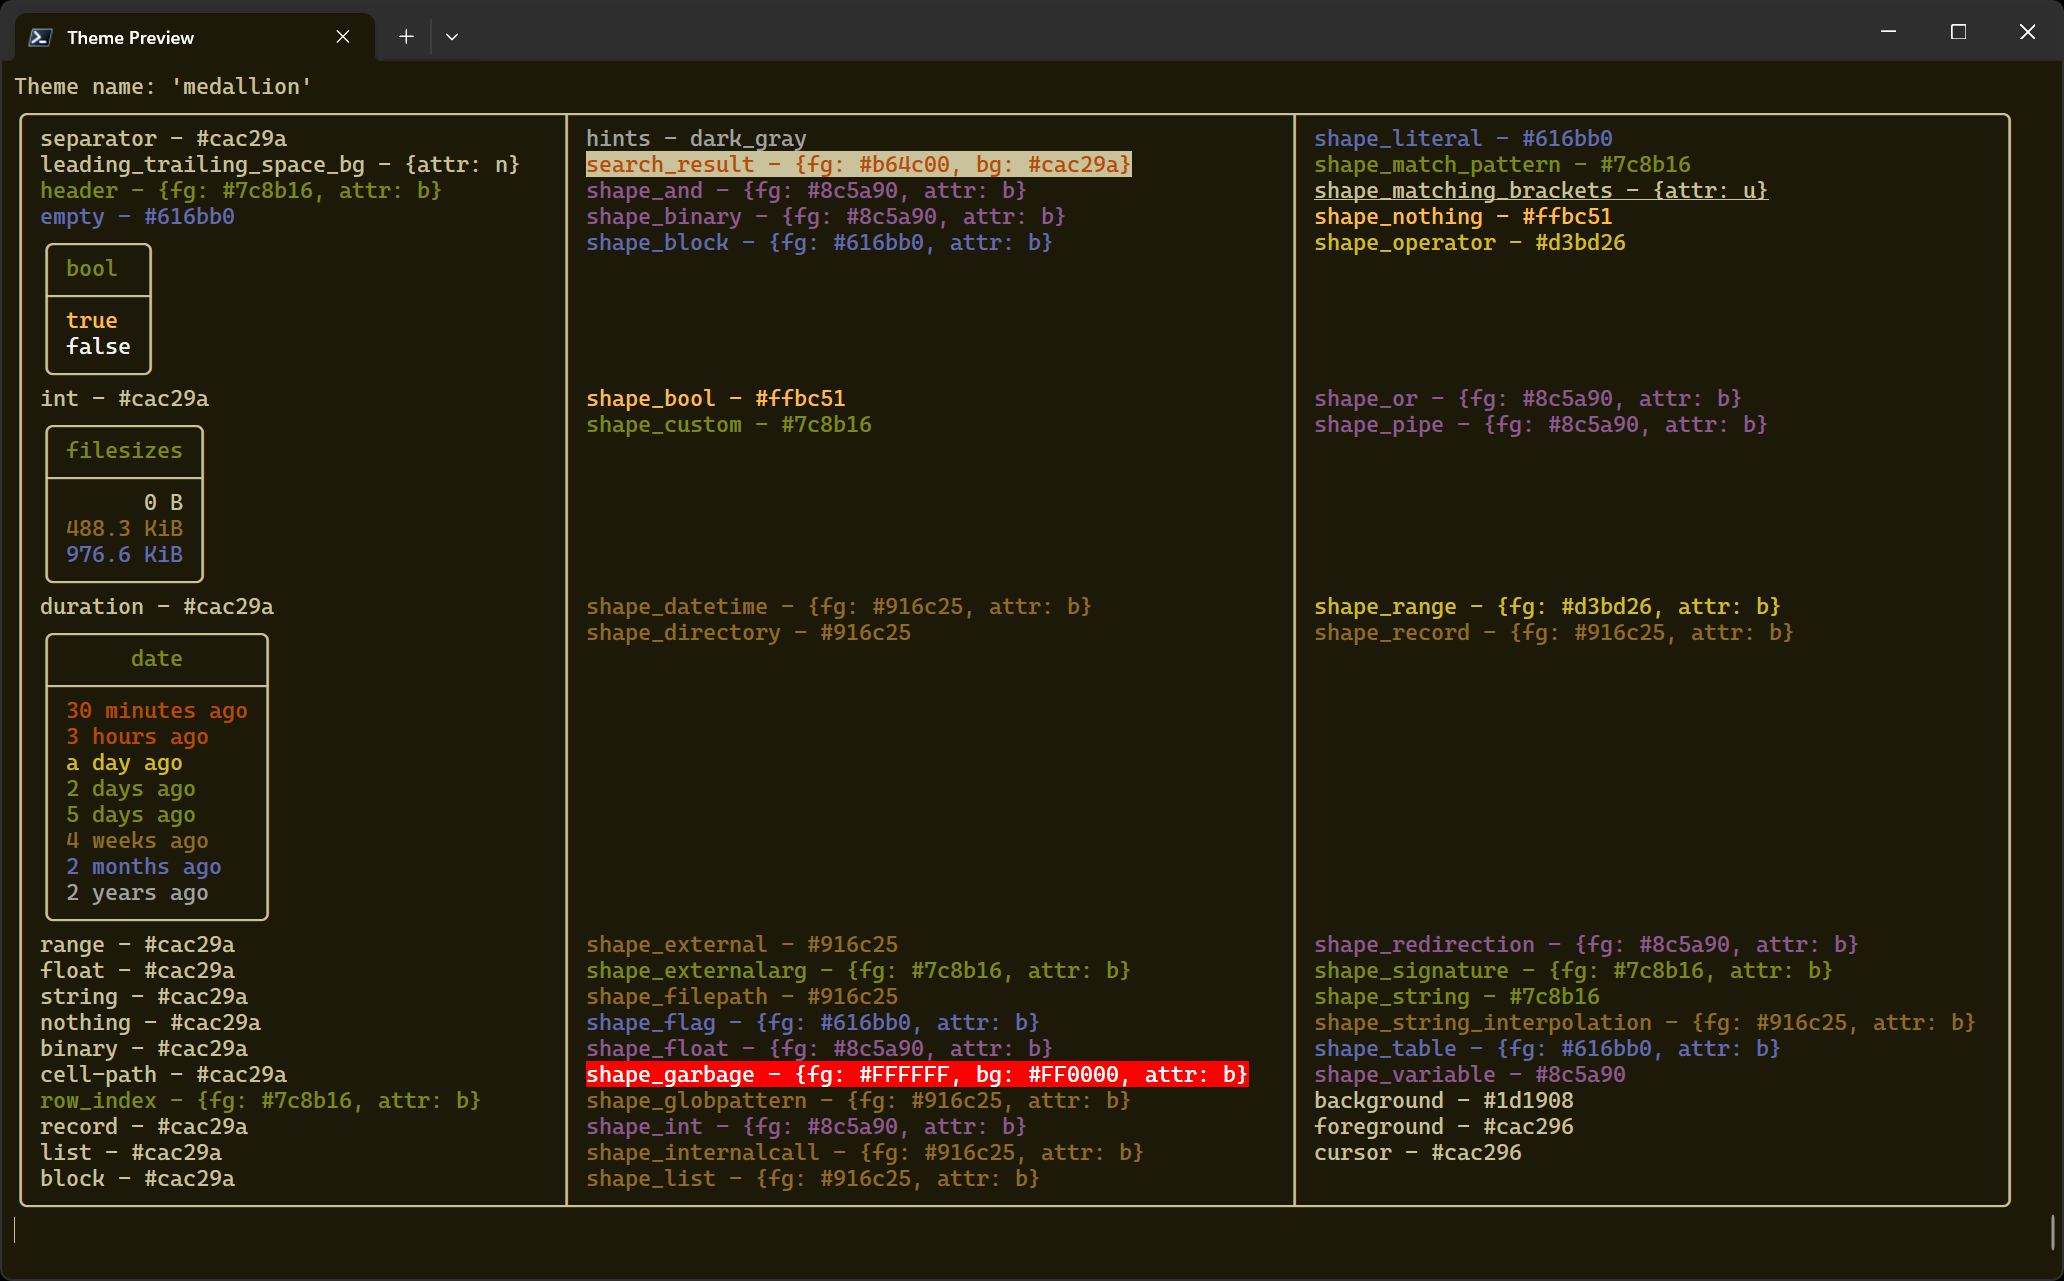 Theme Preview
Theme name: 'medallion'
separator - #cac29a
leading_trailing_space_bg - {attr: n}
header - {fg: #7c8b16, attr: b}
empty - #616bb0
bool
true
false
int - #cac29a
filesizes
0 B
488.3 KiB
976.6 KiB
duration - #cac29a
date
30 minutes ago
3 hours ago
a day ago
2 days ago
5 days ago
4 weeks ago
2 months ago
2 years ago
range - #cac29a
float - #cac29a
string - #cac29a
nothing - #cac29a
binary - #cac29a
cell-path - #cac29a
row_index - {fg: #7c8b16, attr: b}
record - #cac29a
list - #cac29a
block - #cac29a
hints - dark_gray
search_result - {fg: #b64c00, bg: #cac29a}
shape_and - {fg: #8c5a90, attr: b}
shape_binary - {fg: #8c5a90, attr: b}
shape_block - {fg: #616bb0, attr: b}
shape_bool - #ffbc51
shape_custom - #7c8b16
shape_datetime - {fg: #916c25, attr: b}
shape_directory - #916c25
shape_external - #916c25
shape_externalarg - {fg: #7c8b16, attr: b}
shape_filepath - #916c25
shape_flag - {fg: #616bb0, attr: b}
shape_float - {fg: #8c5a90, attr: b}
shape_garbage - {fg: #FFFFFF, bg: #FF0000, attr: b}
shape_globpattern - {fg: #916c25, attr: b}
shape_int - {fg: #8c5a90, attr: b}
shape_internalcall - {fg: #916c25, attr: b}
shape_list - {fg: #916c25, attr: b}
shape_literal - #616bb0
shape_match_pattern - #7c8b16
shape_matching_brackets - {attr: u}
shape_nothing - #ffbc51
shape_operator - #d3bd26
shape_or - {fg: #8c5a90, attr: b}
shape_pipe - {fg: #8c5a90, attr: b}
shape_range - {fg: #d3bd26, attr: b}
shape_record - {fg: #916c25, attr: b}
shape_redirection - {fg: #8c5a90, attr: b}
shape_signature - {fg: #7c8b16, attr: b}
shape_string - #7c8b16
shape_string_interpolation - {fg: #916c25, attr: b}
shape_table - {fg: #616bb0, attr: b}
shape_variable - #8c5a90
background - #1d1908
foreground - #cac296
cursor - #cac296